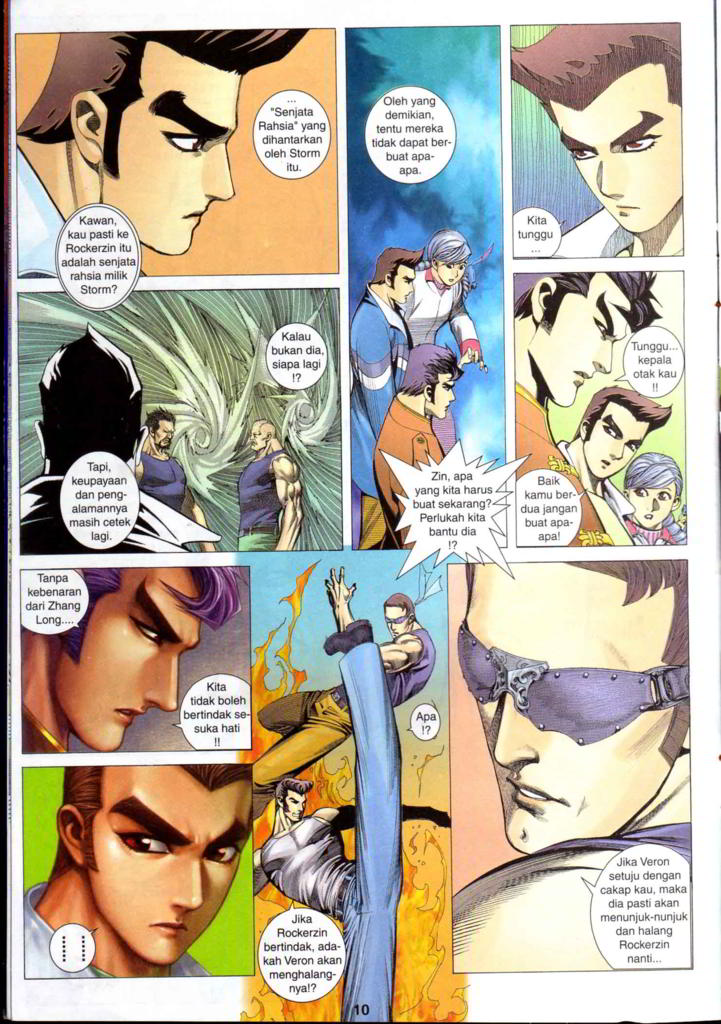 ...
"Senjata
Rahsia" yang
dihantarkan
oleh Storm
itu.
Kawan,
kau pasti ke
Rockerzin itu
adalah senjata
rahsia milik
Storm?
Kalau
bukan dia,
siapa lagi
!?
Tapi,
keupayaan
dan peng-
alamannya
masih cetek
lagi.
Oleh yang
demikian,
tentu mereka
tidak dapat ber-
buat apa-
apa.
Zin, apa
yang kita harus
buat sekarang?
Perlukah kita
bantu dia
!?
Kita
tunggu
...
Tunggu...
kepala
otak kau
!!
Baik
kamu ber-
dua jangan
buat apa-
apa!
Tanpa
kebenaran
dari Zhang
Long....
Kita
tidak boleh
bertindak se-
suka hati
!!
!!
Apa
!?
Jika
Rockerzin
bertindak, ada-
kah Veron akan
menghalang-
nya!?
Jika Veron
setuju dengan
cakap kau, maka
dia pasti akan
menunjuk-nunjuk
dan halang
Rockerzin
nanti...
10